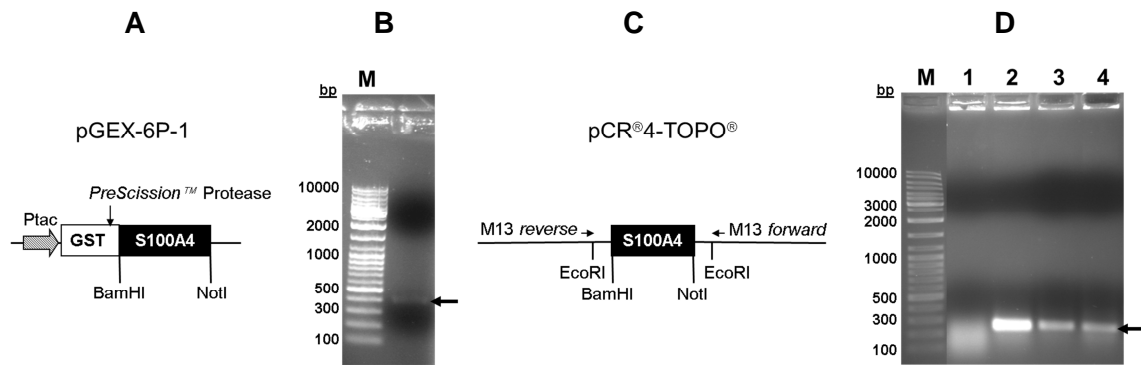 A
pGEX-6P-1
PreScission™ Protease
Ptac
GST
S100A4
BamHI
NotI
B
M
bp
10000
2000
1000
500
300
100
C
pCR®4-TOPO®
M13 reverse
M13 forward
S100A4
EcoRI
EcoRI
BamHI
NotI
D
M 1 2 3 4
bp
10000
3000
2000
1000
500
300
100